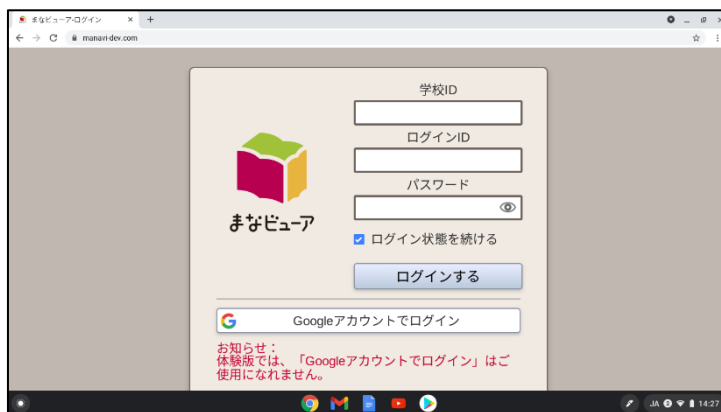 まなビューア-ログイン
manavi-dev.com
学校ID
ログインID
パスワード
まなビューア
ログイン状態を続ける
ログインする
Googleアカウントでログイン
お知らせ：
体験版では、「Googleアカウントでログイン」はご
使用になれません。
JA
14:27